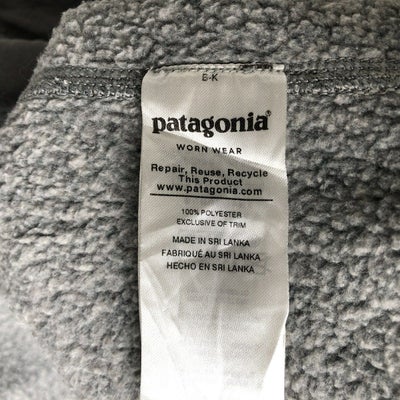 E-K
patagonia®
WORN WEAR
Repair, Reuse, Recycle
This Product
www.patagonia.com
100% POLYESTER
EXCLUSIVE OF TRIM
MADE IN SRI LANKA
FABRIQUÉ AU SRI LANKA
HECHO EN SRI LANKA